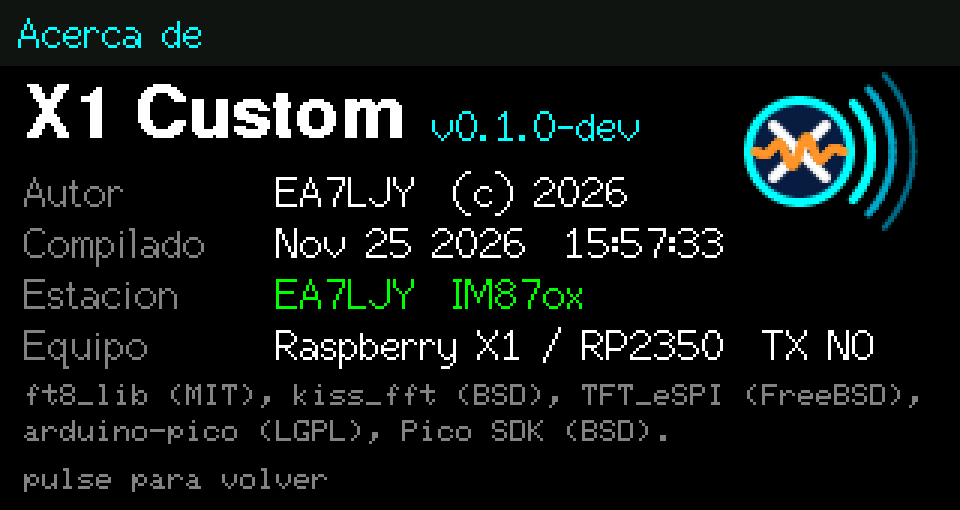 Acerca de
X1 Custom v0.1.0-dev
Autor EA7LJY (c) 2026
Compilado Nov 25 2026 15:57:33
Estacion EA7LJY IM87ox
Equipo Raspberry X1 / RP2350 TX NO
ft8_lib (MIT), kiss_fft (BSD), TFT_eSPI (FreeBSD),
arduino-pico (LGPL), Pico SDK (BSD).
pulse para volver